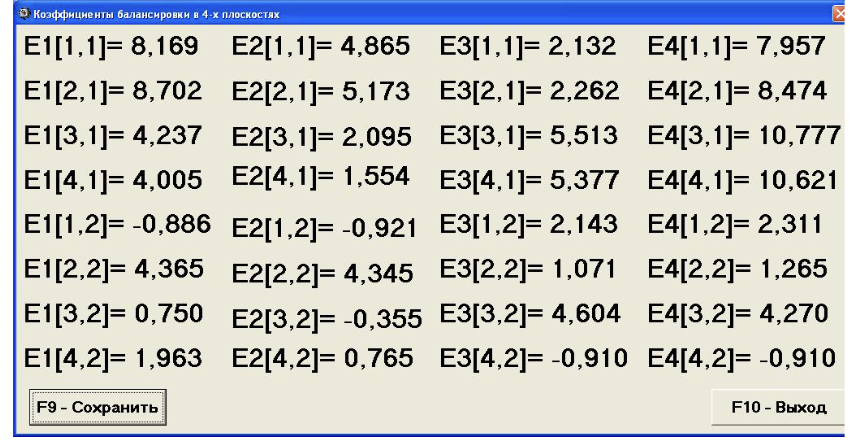 Коэффициенты балансировки в 4-х плоскостях
E1[1,1]= 8,169 E2[1,1]= 4,865 E3[1,1]= 2,132 E4[1,1]= 7,957
E1[2,1]= 8,702 E2[2,1]= 5,173 E3[2,1]= 2,262 E4[2,1]= 8,474
E1[3,1]= 4,237 E2[3,1]= 2,095 E3[3,1]= 5,513 E4[3,1]= 10,777
E1[4,1]= 4,005 E2[4,1]= 1,554 E3[4,1]= 5,377 E4[4,1]= 10,621
E1[1,2]= -0,886 E2[1,2]= -0,921 E3[1,2]= 2,143 E4[1,2]= 2,311
E1[2,2]= 4,365 E2[2,2]= 4,345 E3[2,2]= 1,071 E4[2,2]= 1,265
E1[3,2]= 0,750 E2[3,2]= -0,355 E3[3,2]= 4,604 E4[3,2]= 4,270
E1[4,2]= 1,963 E2[4,2]= 0,765 E3[4,2]= -0,910 E4[4,2]= -0,910
F9 - Сохранить F10 - Выход